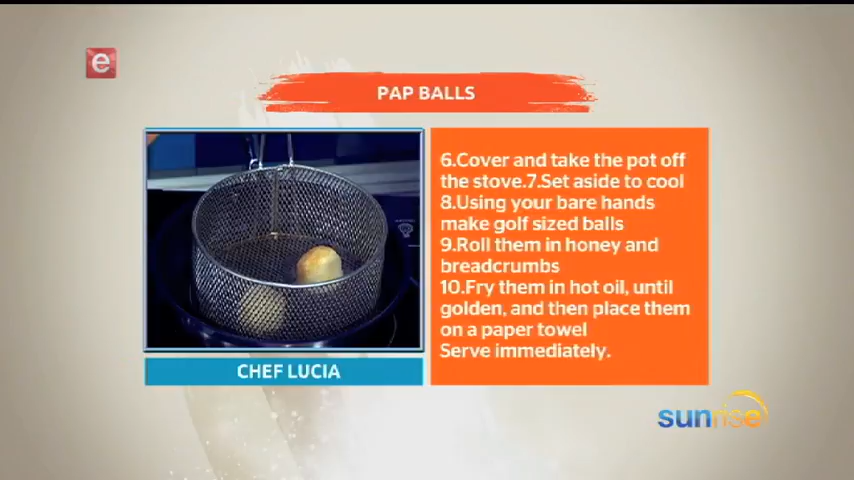 e
PAP BALLS
6.Cover and take the pot off
the stove.7.Set aside to cool
8.Using your bare hands
make golf sized balls
9.Roll them in honey and
breadcrumbs
10.Fry them in hot oil, until
golden, and then place them
on a paper towel
Serve immediately.
CHEF LUCIA
sunrise